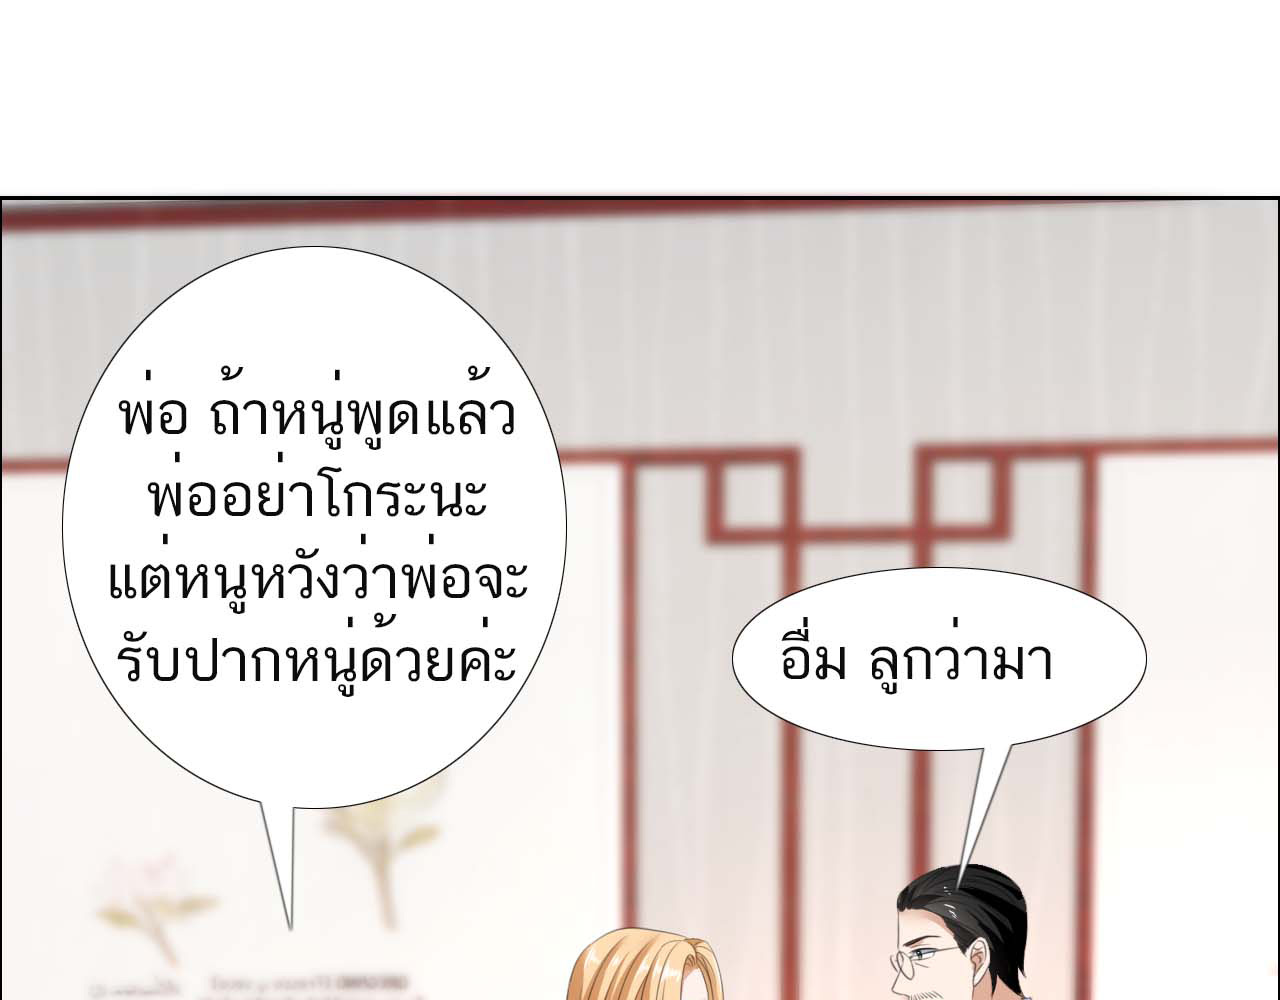 พ่อ ถ้าหนู่พูดแล้ว
พ่ออย่าโกระนะ
แต่หนูหวังว่าพ่อจะ
รับปากหนู่ด้วยค่ะ
อื่ม ลูกว่ามา